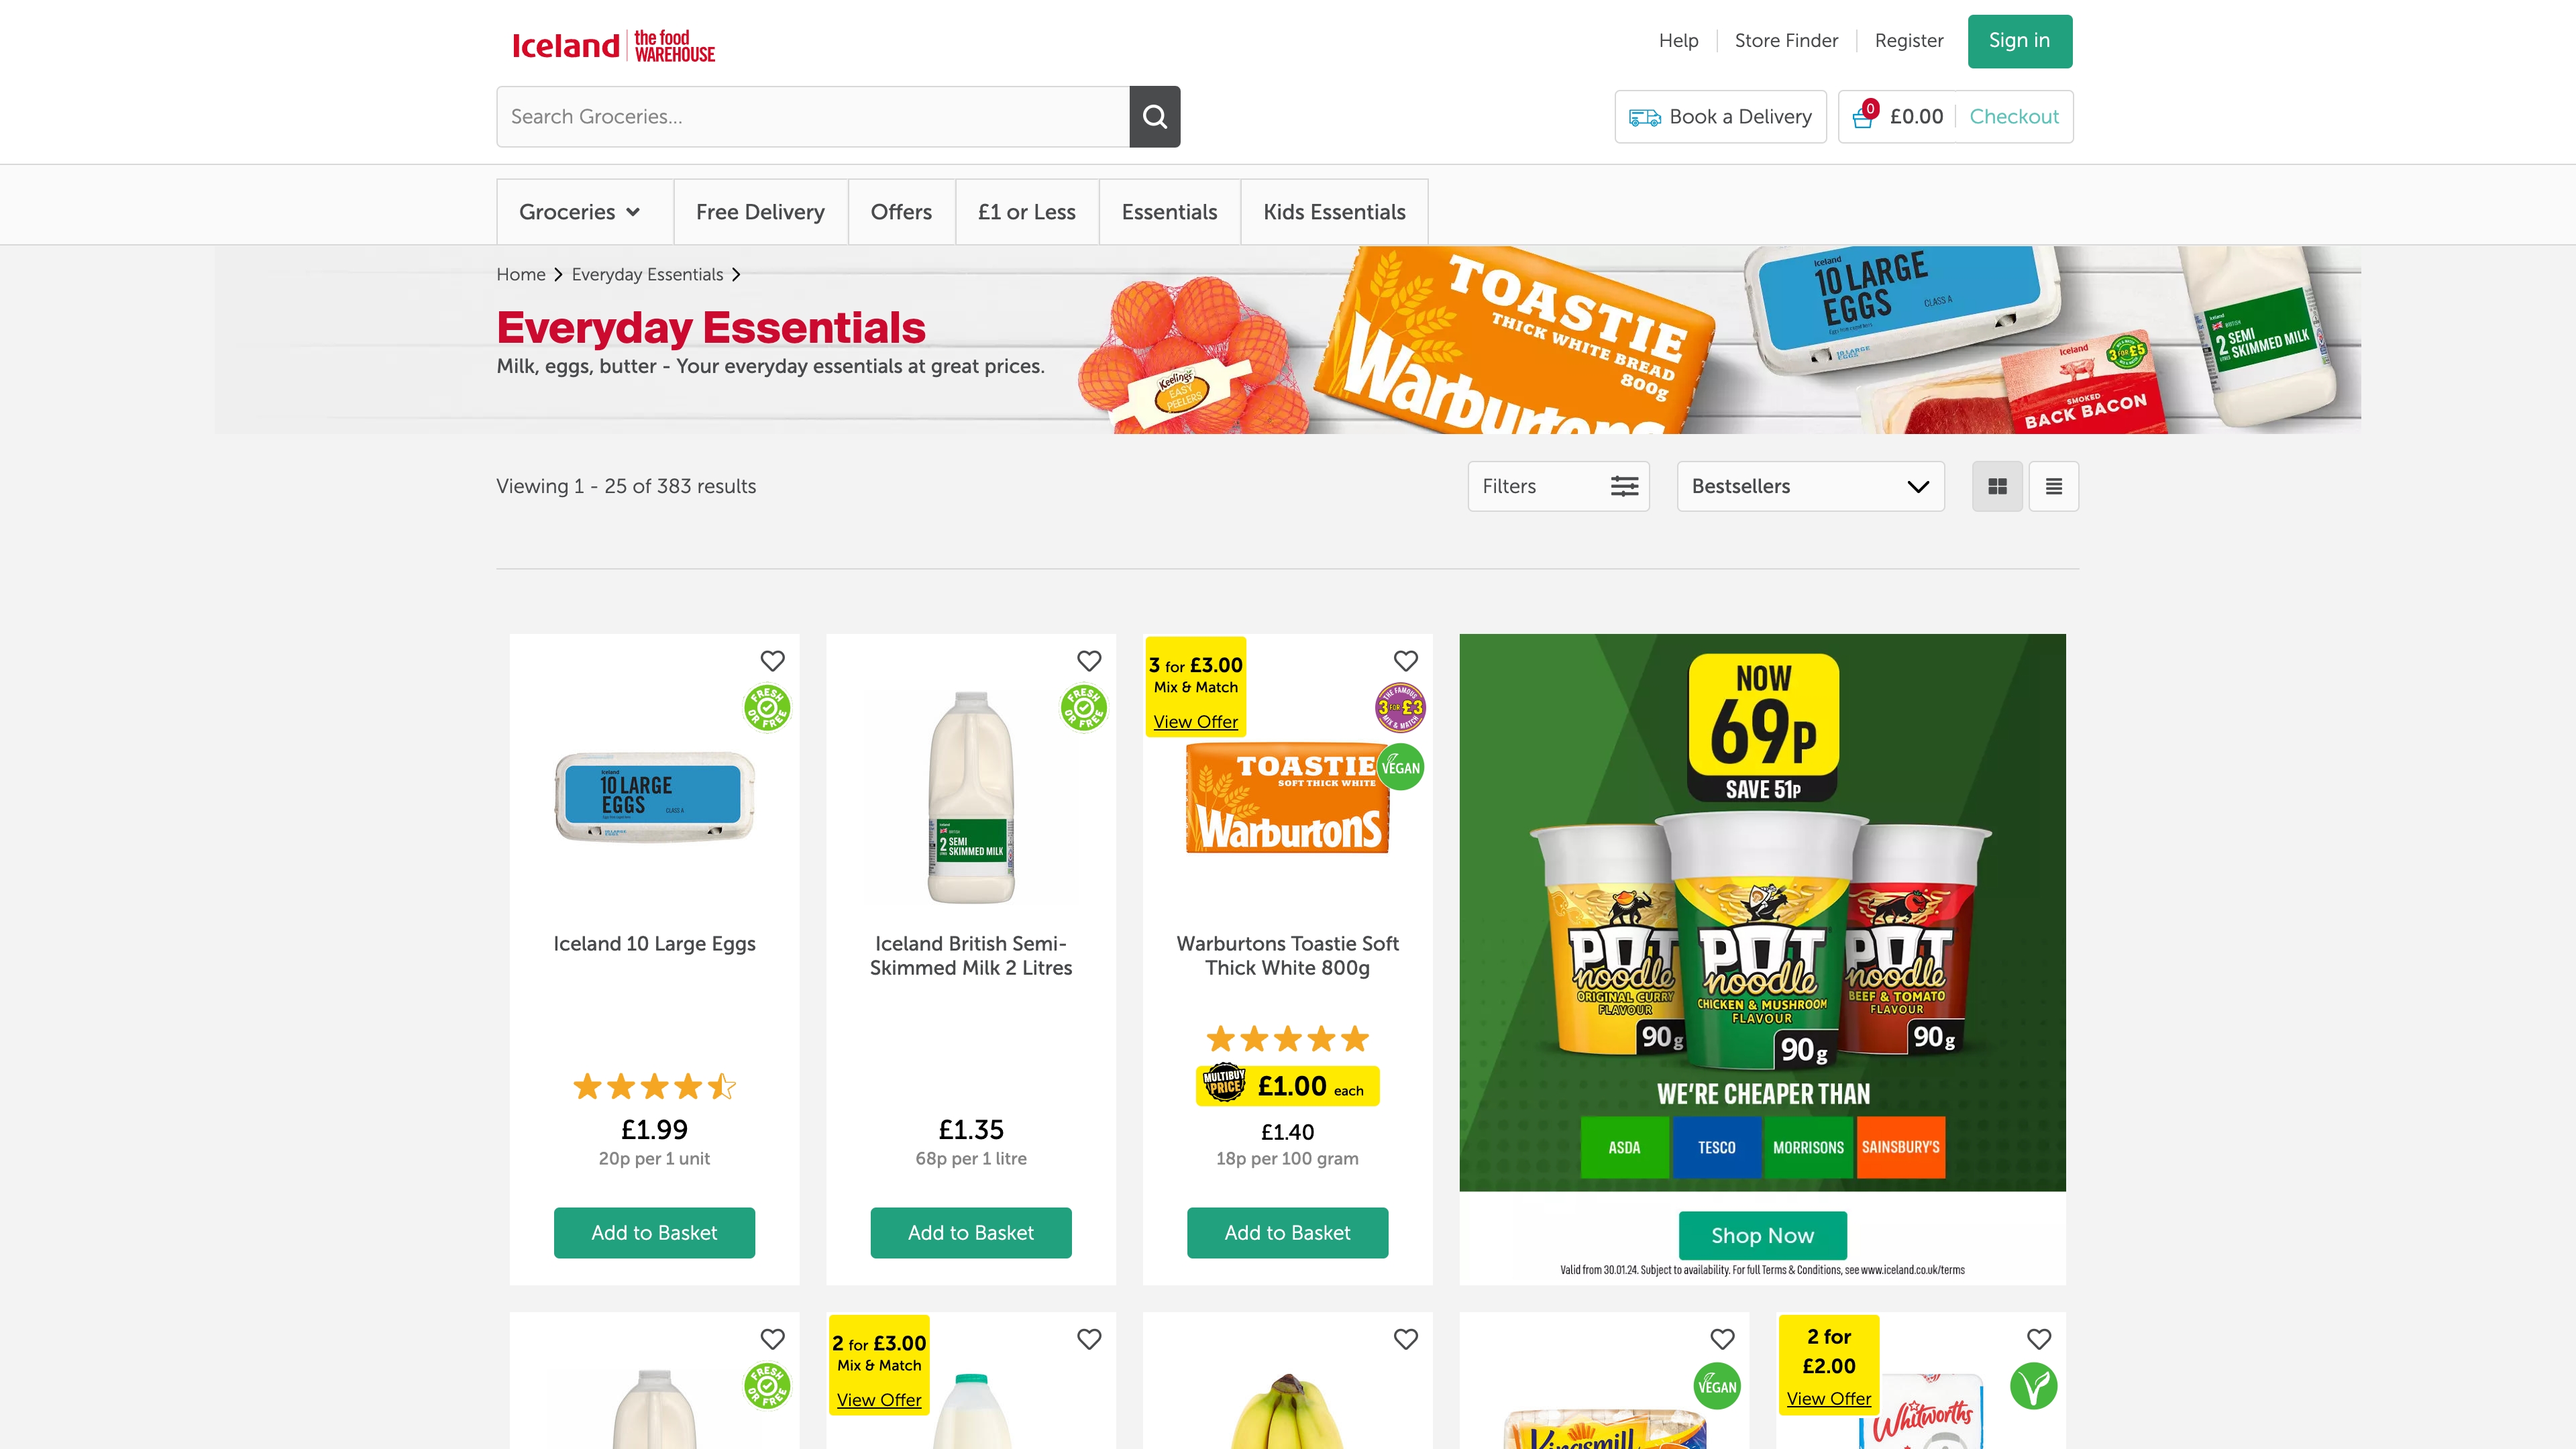 Iceland
the food
WAREHOUSE
Help
Store Finder
Register
Sign in
Search Groceries...
Book a Delivery
0
£0.00
Checkout
Groceries
Free Delivery
Offers
£1 or Less
Essentials
Kids Essentials
Home
Everyday Essentials
Everyday Essentials
Milk, eggs, butter - Your everyday essentials at great prices.
Keeling's
EASY
PEELERS
TOASTIE
THICK WHITE BREAD
800g
Warburtons
Iceland
10 LARGE
EGGS
CLASS A
10 LARGE
EGGS
Iceland
3 FOR £5
SMOKED
BACK BACON
2 SEMI
SKIMMED MILK
Viewing 1 - 25 of 383 results
Filters
Bestsellers
FRESH
OR FREE
Iceland
10 LARGE
EGGS
CLASS A
Iceland 10 Large Eggs
£1.99
20p per 1 unit
Add to Basket
FRESH
OR FREE
2 SEMI
SKIMMED MILK
Iceland British Semi-
Skimmed Milk 2 Litres
£1.35
68p per 1 litre
Add to Basket
3 for £3.00
Mix & Match
View Offer
THE FAMOUS
3 FOR £3
MIX & MATCH
VEGAN
TOASTIE
SOFT THICK WHITE
Warburtons
Warburtons Toastie Soft
Thick White 800g
MULTIBUY
PRICE
£1.00 each
£1.40
18p per 100 gram
Add to Basket
NOW
69p
SAVE 51p
POT
noodle
ORIGINAL CURRY
FLAVOUR
90g
POT
noodle
CHICKEN & MUSHROOM
FLAVOUR
90g
POT
noodle
BEEF & TOMATO
FLAVOUR
90g
WE'RE CHEAPER THAN
ASDA
TESCO
MORRISONS
SAINSBURY'S
Shop Now
Valid from 30.01.24. Subject to availability. For full Terms & Conditions, see www.iceland.co.uk/terms
FRESH
OR FREE
2 for £3.00
Mix & Match
View Offer
VEGAN
Kingsmill
2 for
£2.00
View Offer
Whitworths